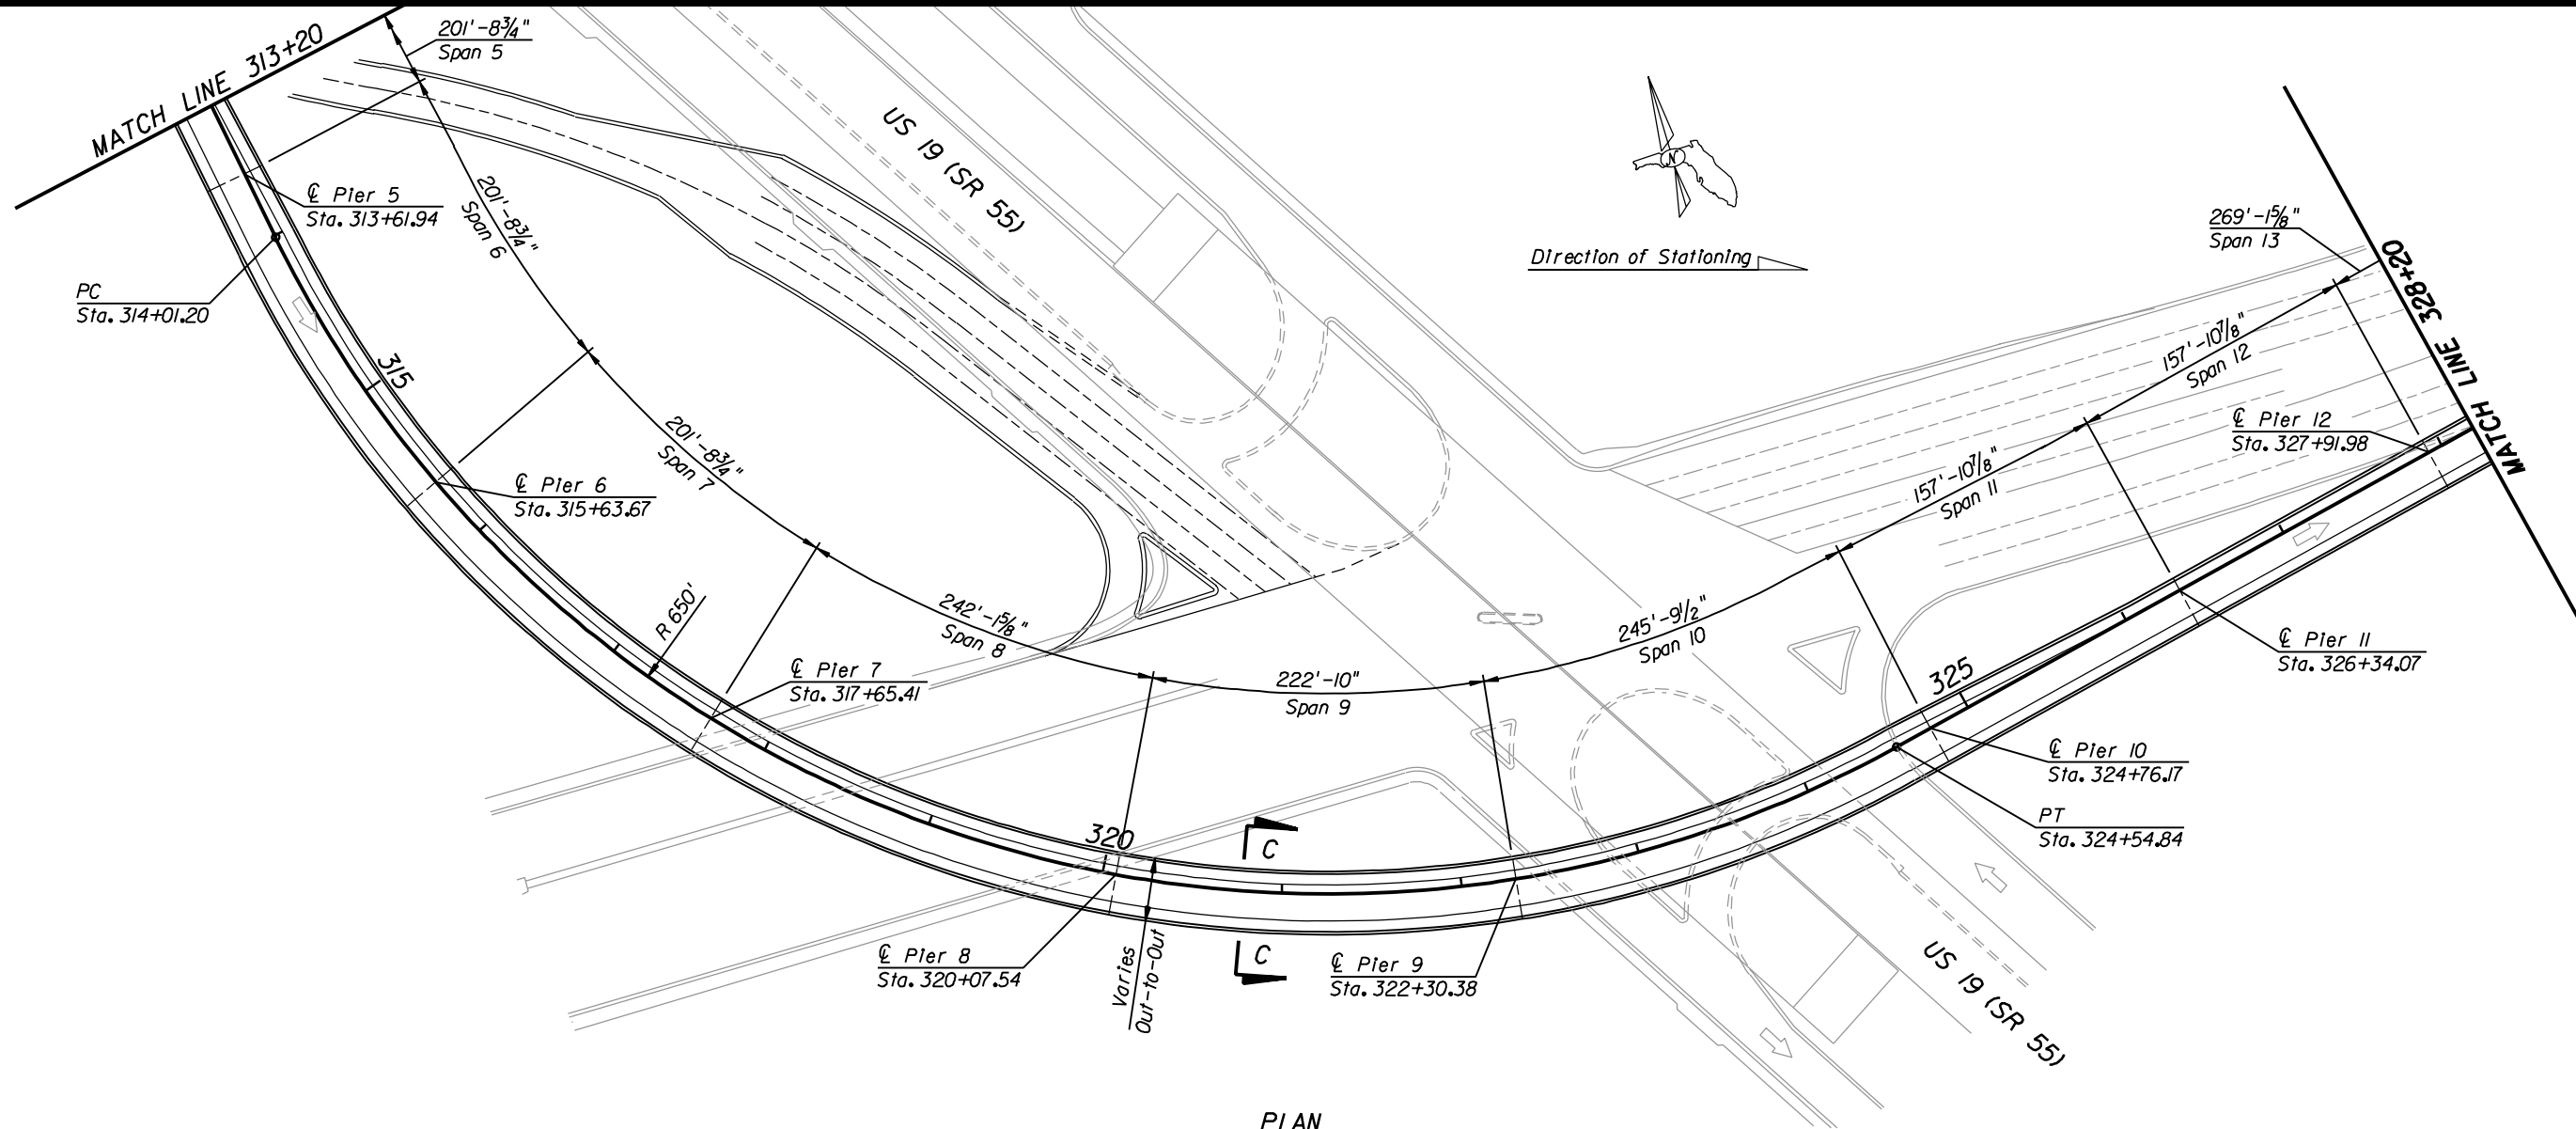 MATCH LINE 313+20
201'-8¾"
Span 5
℄ Pier 5
Sta. 313+61.94
PC
Sta. 314+01.20
201'-8¾"
Span 6
315
℄ Pier 6
Sta. 315+63.67
201'-8¾"
Span 7
R 650'
℄ Pier 7
Sta. 317+65.41
242'-1⅝"
Span 8
320
℄ Pier 8
Sta. 320+07.54
Varies
Out-to-Out
C
C
222'-10"
Span 9
℄ Pier 9
Sta. 322+30.38
US 19 (SR 55)
N
Direction of Stationing
245'-9½"
Span 10
325
℄ Pier 10
Sta. 324+76.17
PT
Sta. 324+54.84
US 19 (SR 55)
157'-10⅞"
Span 11
℄ Pier 11
Sta. 326+34.07
157'-10⅞"
Span 12
℄ Pier 12
Sta. 327+91.98
269'-1⅝"
Span 13
MATCH LINE 328+20
PLAN